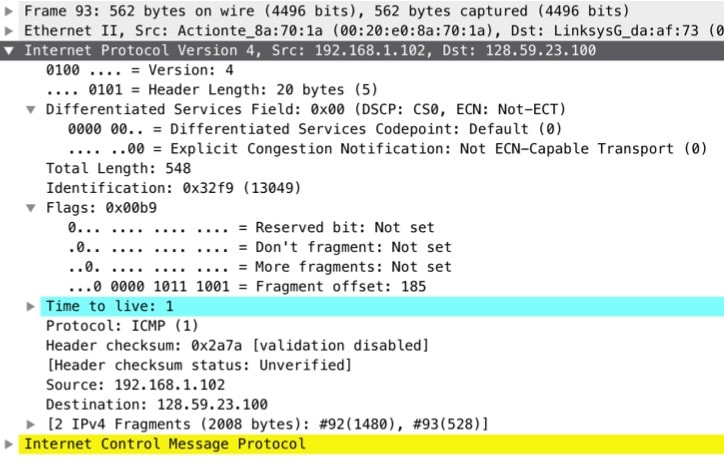 Frame 93: 562 bytes on wire (4496 bits), 562 bytes captured (4496 bits)
Ethernet II, Src: Actionte_8a:70:1a (00:20:e0:8a:70:1a), Dst: LinksysG_da:af:73 (0
Internet Protocol Version 4, Src: 192.168.1.102, Dst: 128.59.23.100
0100 .... = Version: 4
.... 0101 = Header Length: 20 bytes (5)
Differentiated Services Field: 0x00 (DSCP: CS0, ECN: Not-ECT)
0000 00.. = Differentiated Services Codepoint: Default (0)
.... ..00 = Explicit Congestion Notification: Not ECN-Capable Transport (0)
Total Length: 548
Identification: 0x32f9 (13049)
Flags: 0x00b9
0... .... .... .... = Reserved bit: Not set
.0.. .... .... .... = Don't fragment: Not set
..0. .... .... .... = More fragments: Not set
...0 0000 1011 1001 = Fragment offset: 185
Time to live: 1
Protocol: ICMP (1)
Header checksum: 0x2a7a [validation disabled]
[Header checksum status: Unverified]
Source: 192.168.1.102
Destination: 128.59.23.100
[2 IPv4 Fragments (2008 bytes): #92(1480), #93(528)]
Internet Control Message Protocol